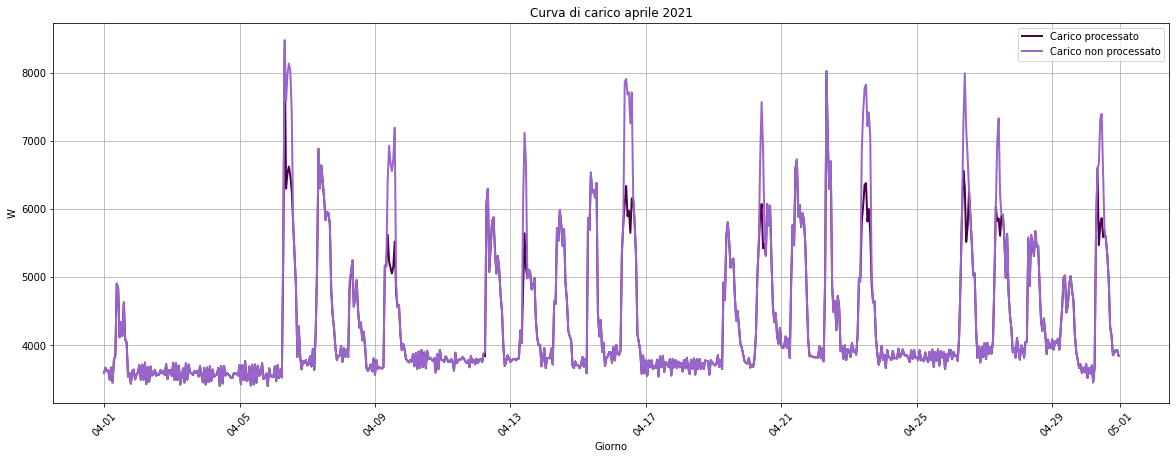 Curva di carico aprile 2021
Carico processato
Carico non processato
8000
7000
6000
5000
4000
W
04-01
04-05
04-09
04-13
04-17
04-21
04-25
04-29
05-01
Giorno